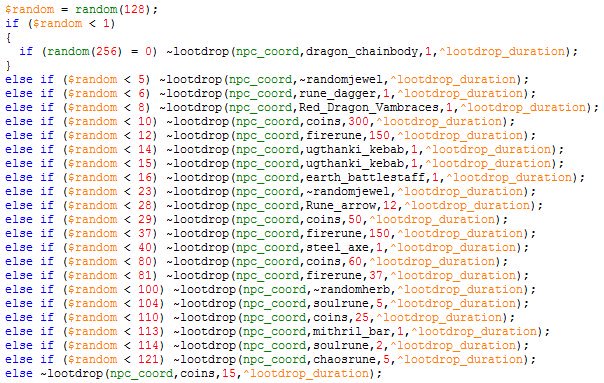 $random = random(128);
if ($random < 1)
{
if (random(256) = 0) ~lootdrop(npc_coord,dragon_chainbody,1,^lootdrop_duration);
}
else if ($random < 5) ~lootdrop(npc_coord,~randomjewel,^lootdrop_duration);
else if ($random < 6) ~lootdrop(npc_coord,rune_dagger,1,^lootdrop_duration);
else if ($random < 8) ~lootdrop(npc_coord,Red_Dragon_Vambraces,1,^lootdrop_duration);
else if ($random < 10) ~lootdrop(npc_coord,coins,300,^lootdrop_duration);
else if ($random < 12) ~lootdrop(npc_coord,firerune,150,^lootdrop_duration);
else if ($random < 14) ~lootdrop(npc_coord,ugthanki_kebab,1,^lootdrop_duration);
else if ($random < 15) ~lootdrop(npc_coord,ugthanki_kebab,1,^lootdrop_duration);
else if ($random < 16) ~lootdrop(npc_coord,earth_battlestaff,1,^lootdrop_duration);
else if ($random < 23) ~lootdrop(npc_coord,~randomjewel,^lootdrop_duration);
else if ($random < 28) ~lootdrop(npc_coord,Rune_arrow,12,^lootdrop_duration);
else if ($random < 29) ~lootdrop(npc_coord,coins,50,^lootdrop_duration);
else if ($random < 37) ~lootdrop(npc_coord,firerune,150,^lootdrop_duration);
else if ($random < 40) ~lootdrop(npc_coord,steel_axe,1,^lootdrop_duration);
else if ($random < 80) ~lootdrop(npc_coord,coins,60,^lootdrop_duration);
else if ($random < 81) ~lootdrop(npc_coord,firerune,37,^lootdrop_duration);
else if ($random < 100) ~lootdrop(npc_coord,~randomherb,^lootdrop_duration);
else if ($random < 104) ~lootdrop(npc_coord,soulrune,5,^lootdrop_duration);
else if ($random < 110) ~lootdrop(npc_coord,coins,25,^lootdrop_duration);
else if ($random < 113) ~lootdrop(npc_coord,mithril_bar,1,^lootdrop_duration);
else if ($random < 114) ~lootdrop(npc_coord,soulrune,2,^lootdrop_duration);
else if ($random < 121) ~lootdrop(npc_coord,chaosrune,5,^lootdrop_duration);
else ~lootdrop(npc_coord,coins,15,^lootdrop_duration);